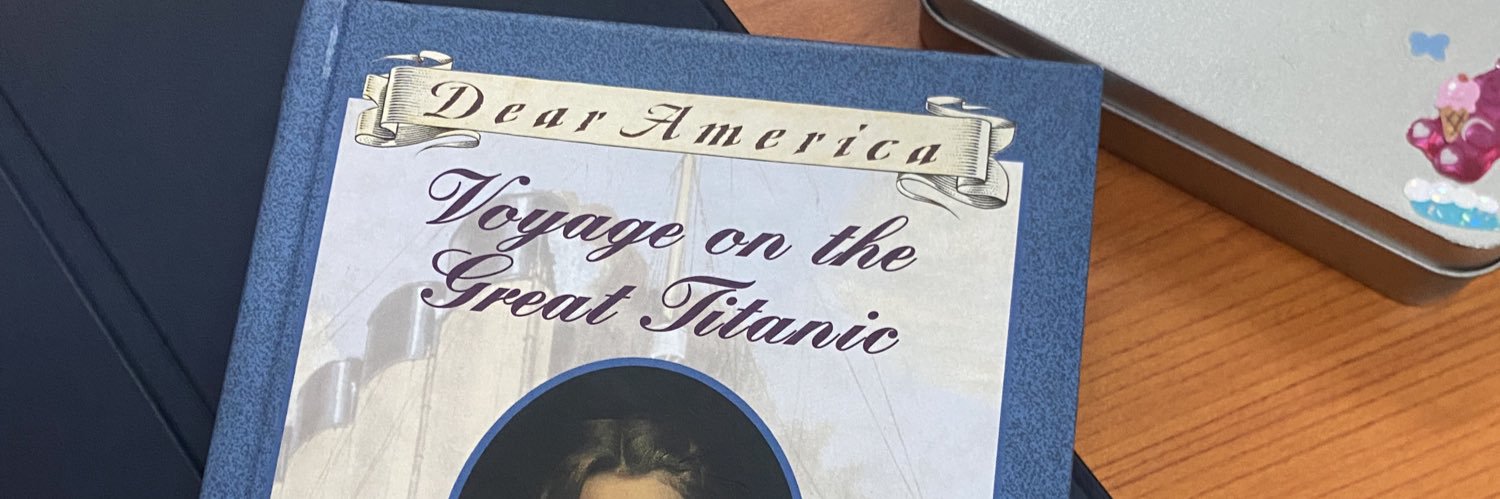 Dear America
Voyage on the
Great Titanic